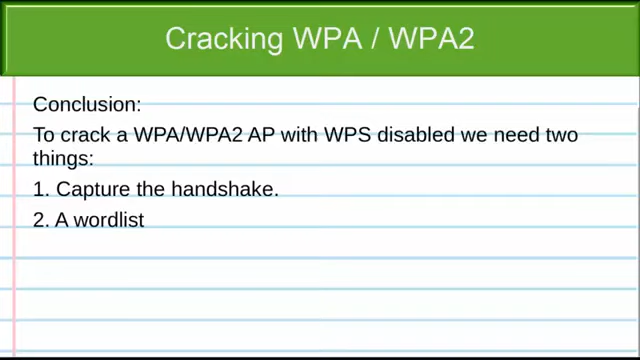 Cracking WPA / WPA2
Conclusion:
To crack a WPA/WPA2 AP with WPS disabled we need two
things:
1. Capture the handshake.
2. A wordlist